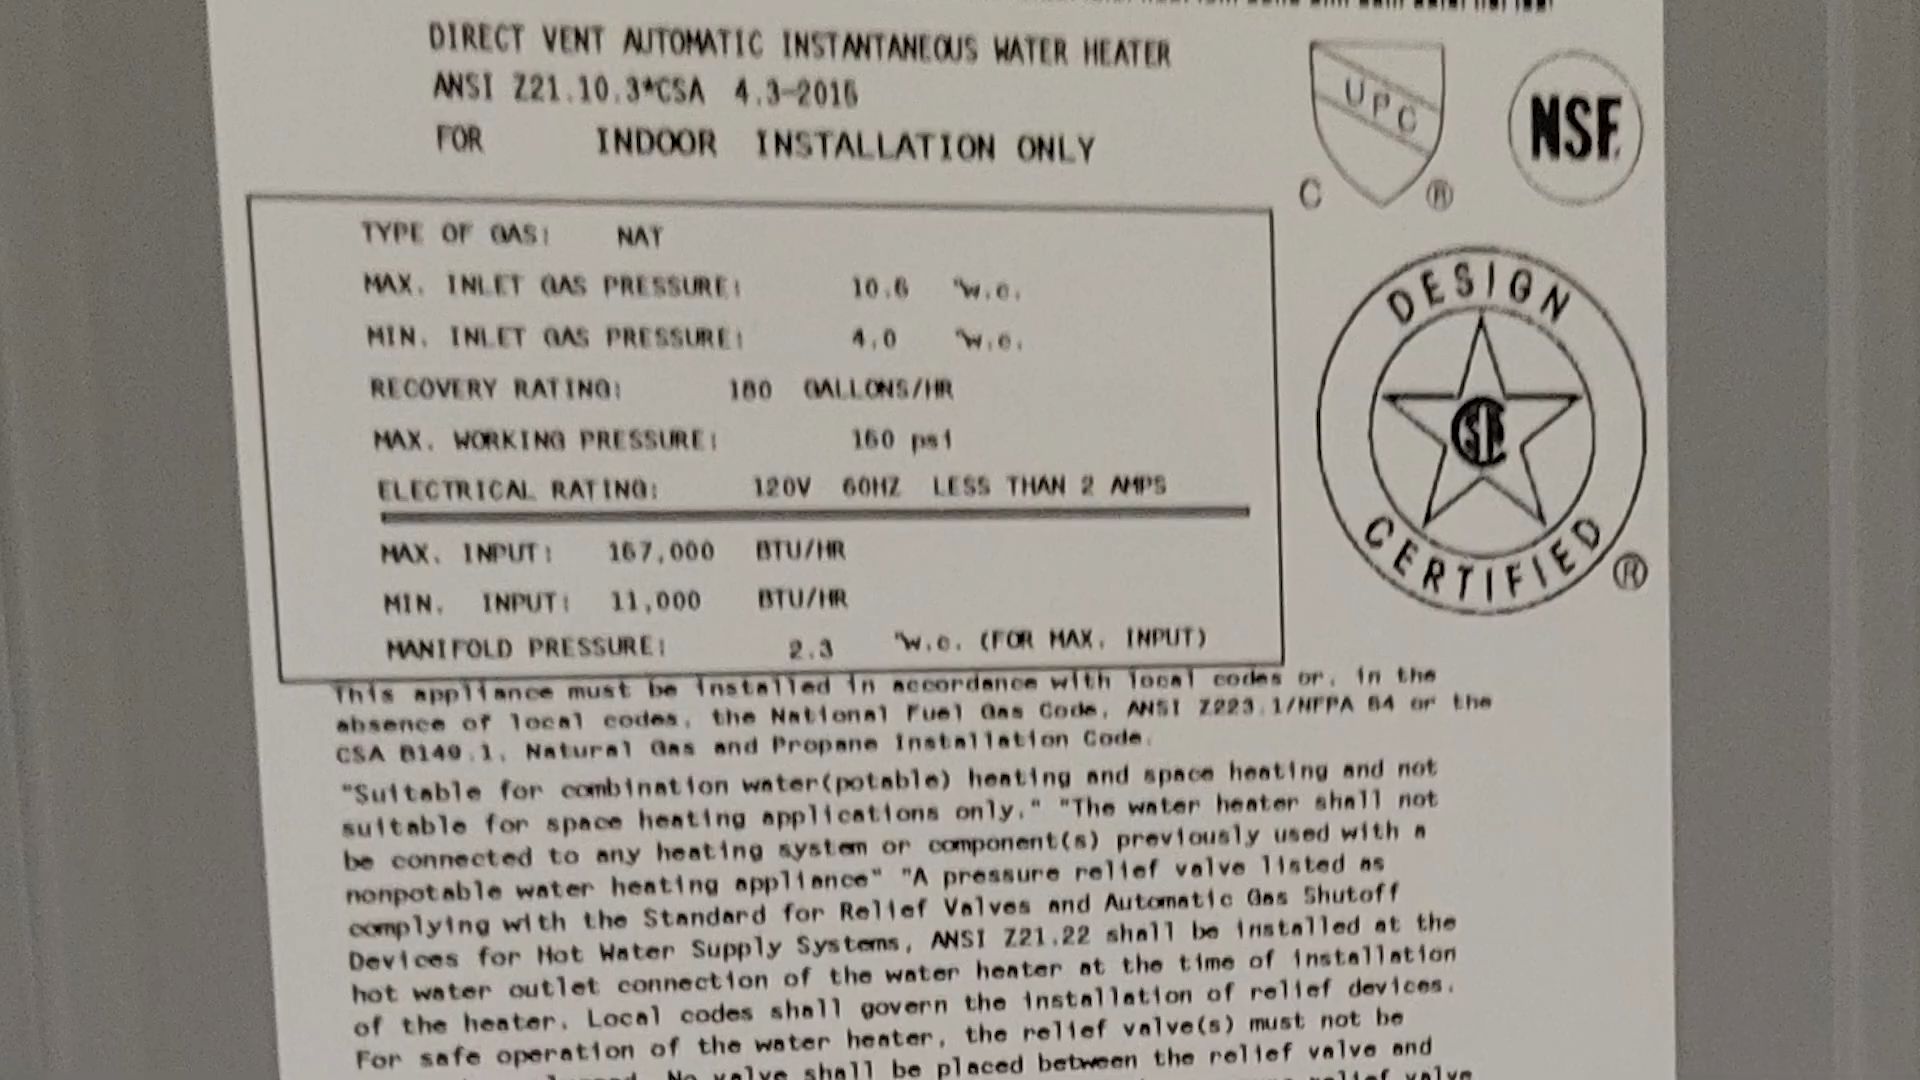 DIRECT VENT AUTOMATIC INSTANTANEOUS WATER HEATER
ANSI Z21.10.3*CSA 4.3-2015
FOR INDOOR INSTALLATION ONLY
UPC
C ®
NSF.
TYPE OF GAS: NAT
MAX. INLET GAS PRESSURE: "w.c.
MIN. INLET GAS PRESSURE: 4.0 "w.c.
RECOVERY RATING: GALLONS/HR
MAX. WORKING PRESSURE: psi
ELECTRICAL RATING: 120V 60HZ LESS THAN 2 AMPS
MAX. INPUT: BTU/HR
MIN. INPUT: 11,000 BTU/HR
MANIFOLD PRESSURE: 2.3 "w.c. (FOR MAX. INPUT)
DESIGN
CSA
CERTIFIED ®
This appliance must be installed in accordance with local codes or, in the
absence of local codes, the National Fuel Gas Code, ANSI Z223.1/NFPA 54 or the
CSA B149.1, Natural Gas and Propane Installation Code.
"Suitable for combination water(potable) heating and space heating and not
suitable for space heating applications only." "The water heater shall not
be connected to any heating system or component(s) previously used with a
nonpotable water heating appliance" "A pressure relief valve listed as
complying with the Standard for Relief Valves and Automatic Gas Shutoff
Devices for Hot Water Supply Systems, ANSI Z21.22 shall be installed at the
hot water outlet connection of the water heater at the time of installation
of the heater. Local codes shall govern the installation of relief devices.
For safe operation of the water heater, the relief valve(s) must not be
No valve shall be placed between the relief valve and
relief valve